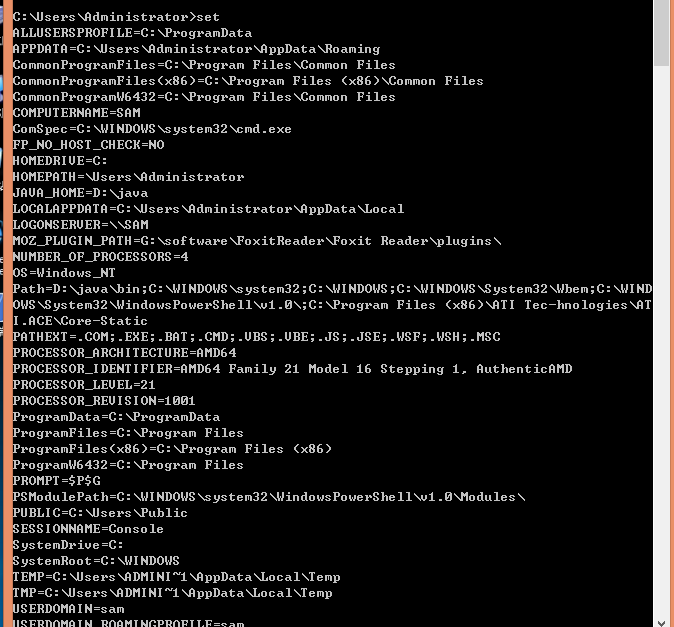 C:\Users\Administrator>set
ALLUSERSPROFILE=C:\ProgramData
APPDATA=C:\Users\Administrator\AppData\Roaming
CommonProgramFiles=C:\Program Files\Common Files
CommonProgramFiles(x86)=C:\Program Files (x86)\Common Files
CommonProgramW6432=C:\Program Files\Common Files
COMPUTERNAME=SAM
ComSpec=C:\WINDOWS\system32\cmd.exe
FP_NO_HOST_CHECK=NO
HOMEDRIVE=C:
HOMEPATH=\Users\Administrator
JAVA_HOME=D:\java
LOCALAPPDATA=C:\Users\Administrator\AppData\Local
LOGONSERVER=\\SAM
MOZ_PLUGIN_PATH=G:\software\FoxitReader\Foxit Reader\plugins\
NUMBER_OF_PROCESSORS=4
OS=Windows_NT
Path=D:\java\bin;C:\WINDOWS\system32;C:\WINDOWS;C:\WINDOWS\System32\Wbem;C:\WIND
OWS\System32\WindowsPowerShell\v1.0\;C:\Program Files (x86)\ATI Tec-hnologies\AT
I.ACE\Core-Static
PATHEXT=.COM;.EXE;.BAT;.CMD;.VBS;.VBE;.JS;.JSE;.WSF;.WSH;.MSC
PROCESSOR_ARCHITECTURE=AMD64
PROCESSOR_IDENTIFIER=AMD64 Family 21 Model 16 Stepping 1, AuthenticAMD
PROCESSOR_LEVEL=21
PROCESSOR_REVISION=1001
ProgramData=C:\ProgramData
ProgramFiles=C:\Program Files
ProgramFiles(x86)=C:\Program Files (x86)
ProgramW6432=C:\Program Files
PROMPT=$P$G
PSModulePath=C:\WINDOWS\system32\WindowsPowerShell\v1.0\Modules\
PUBLIC=C:\Users\Public
SESSIONNAME=Console
SystemDrive=C:
SystemRoot=C:\WINDOWS
TEMP=C:\Users\ADMINI~1\AppData\Local\Temp
TMP=C:\Users\ADMINI~1\AppData\Local\Temp
USERDOMAIN=sam
USERDOMAIN_ROAMINGPROFILE=sam